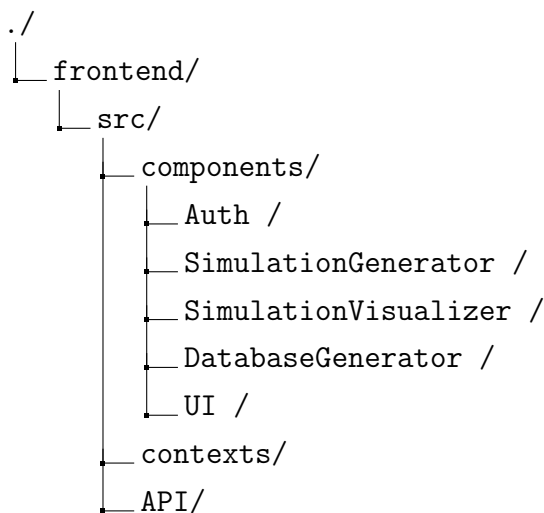 ./
frontend/
src/
components/
Auth /
SimulationGenerator /
SimulationVisualizer /
DatabaseGenerator /
UI /
contexts/
API/